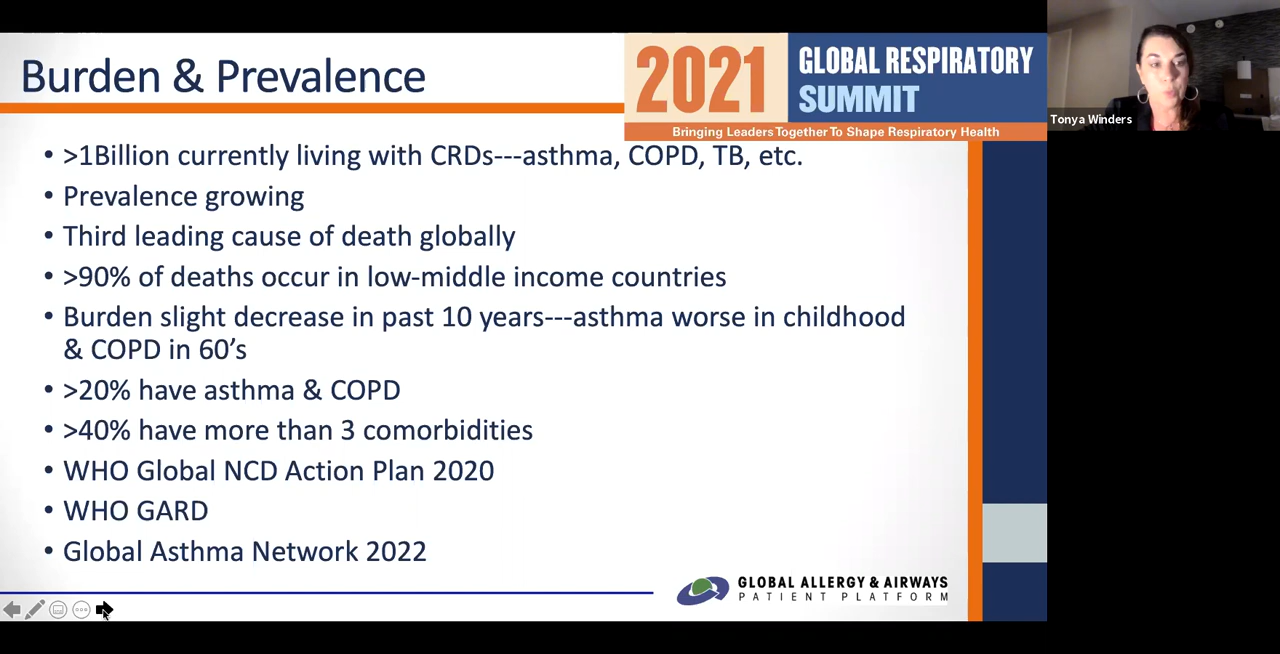 Burden & Prevalence
2021
GLOBAL RESPIRATORY
SUMMIT
Bringing Leaders Together To Shape Respiratory Health
Tonya Winders
• >1Billion currently living with CRDs---asthma, COPD, TB, etc.
• Prevalence growing
• Third leading cause of death globally
• >90% of deaths occur in low-middle income countries
• Burden slight decrease in past 10 years---asthma worse in childhood
& COPD in 60’s
• >20% have asthma & COPD
• >40% have more than 3 comorbidities
• WHO Global NCD Action Plan 2020
• WHO GARD
• Global Asthma Network 2022
GLOBAL ALLERGY & AIRWAYS
PATIENT PLATFORM